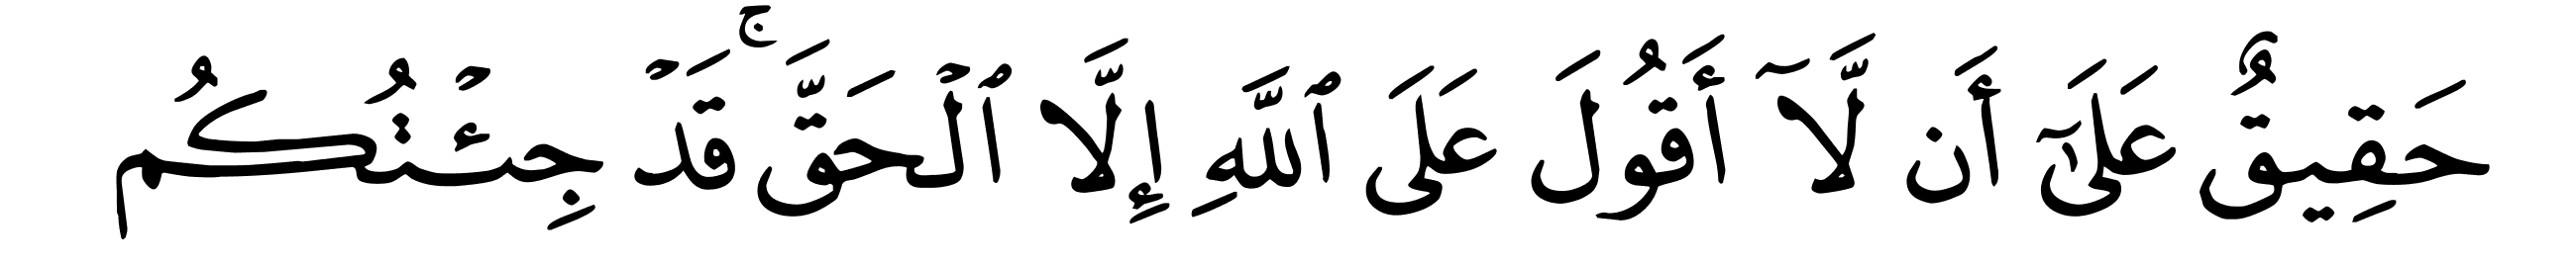 حَقِيقٌ عَلَىٰٓ أَن لَّآ أَقُولَ عَلَى ٱللَّهِ إِلَّا ٱلْحَقَّ ۚ قَدْ جِئْتُكُم